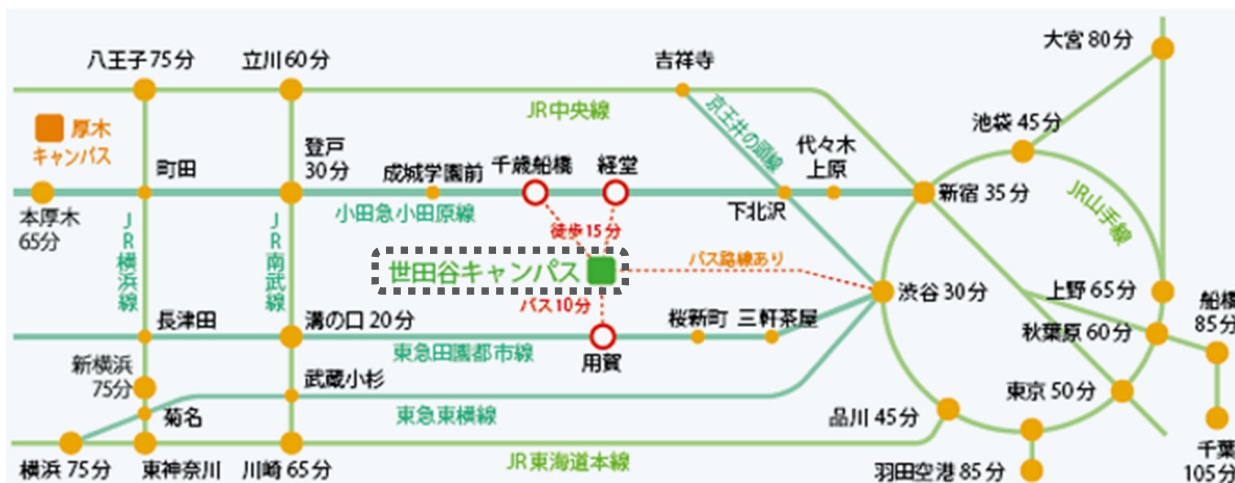 八王子75分
立川60分
吉祥寺
大宮80分
JR中央線
京王井の頭線
池袋45分
厚木
キャンパス
町田
登戸
30分
成城学園前
千歳船橋
経堂
代々木
上原
新宿35分
JR山手線
本厚木
65分
小田急小田原線
下北沢
JR横浜線
JR南武線
徒歩15分
世田谷キャンパス
バス路線あり
渋谷30分
上野65分
船橋
85分
バス10分
長津田
溝の口20分
桜新町
三軒茶屋
秋葉原60分
東急田園都市線
用賀
新横浜
75分
武蔵小杉
東京50分
菊名
東急東横線
品川45分
横浜75分
東神奈川
川崎65分
JR東海道本線
羽田空港85分
千葉
105分